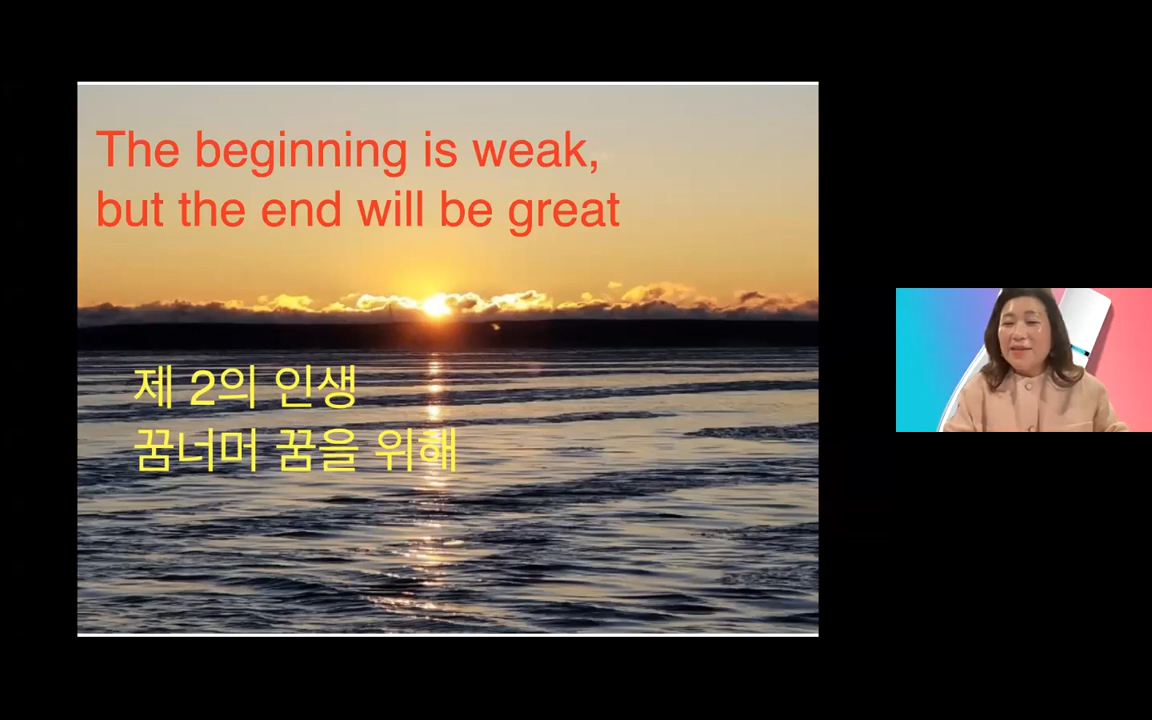 The beginning is weak,
but the end will be great
제 2의 인생
꿈너머 꿈을 위해